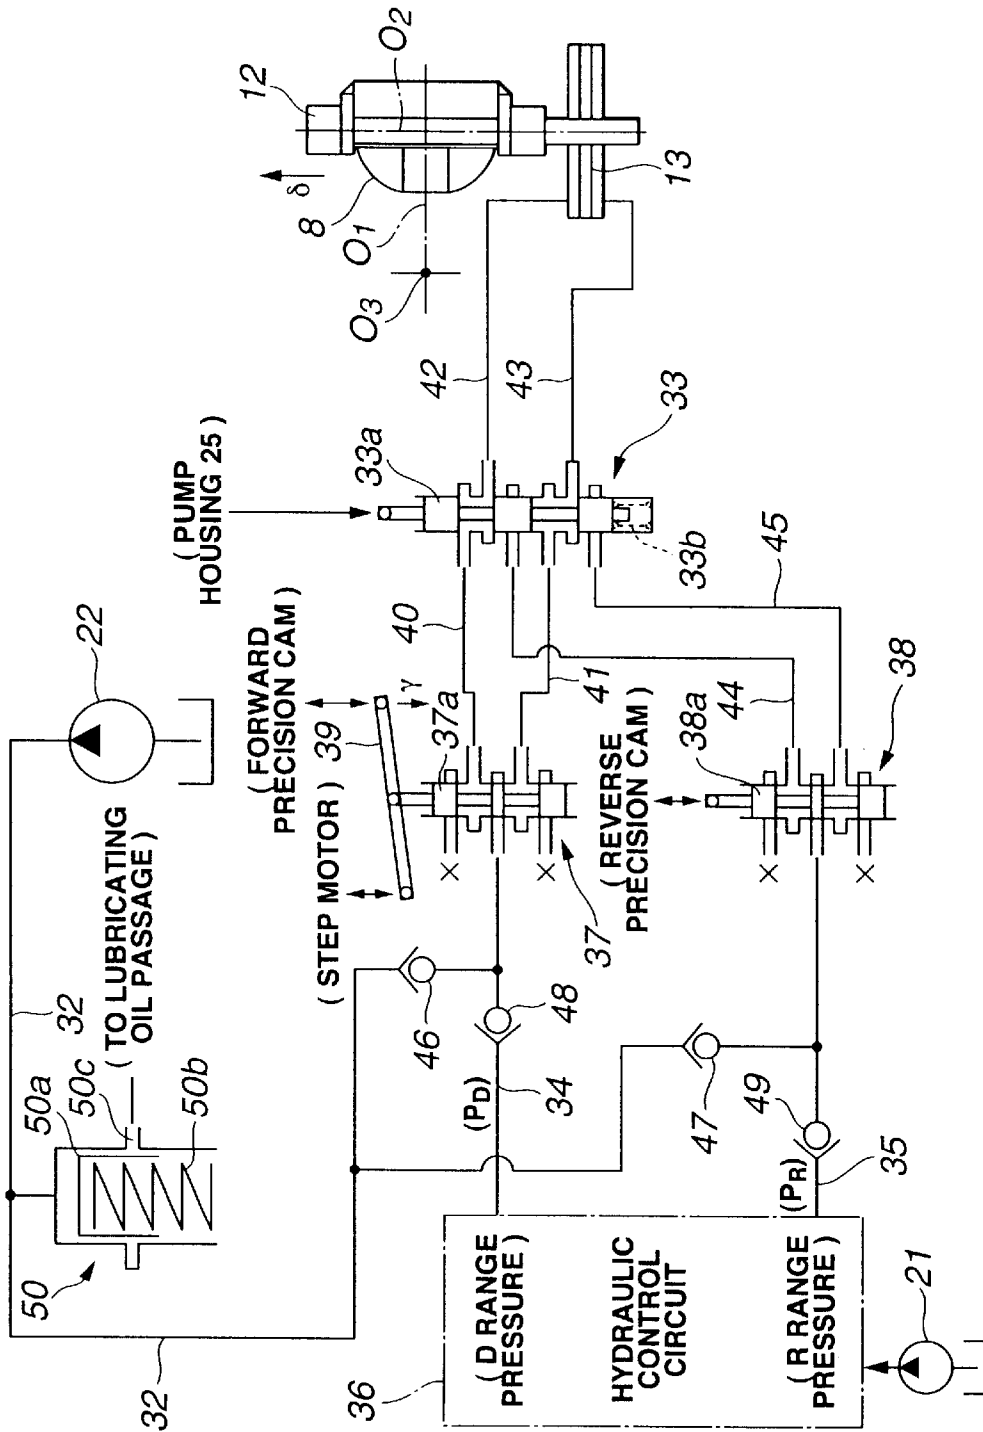 32
50
50a
50c
50b
32
( TO LUBRICATING
OIL PASSAGE )
22
( PUMP
HOUSING 25 )
12
O2
δ
8
O1
O3
13
36
( D RANGE
PRESSURE )
HYDRAULIC
CONTROL
CIRCUIT
( R RANGE
PRESSURE )
21
(PD)
34
(PR)
35
46
48
47
49
( STEP MOTOR )
39
( FORWARD
PRECISION CAM )
γ
37a
37
X
X
( REVERSE
PRECISION CAM )
38a
38
X
X
40
41
44
45
33a
33
33b
42
43